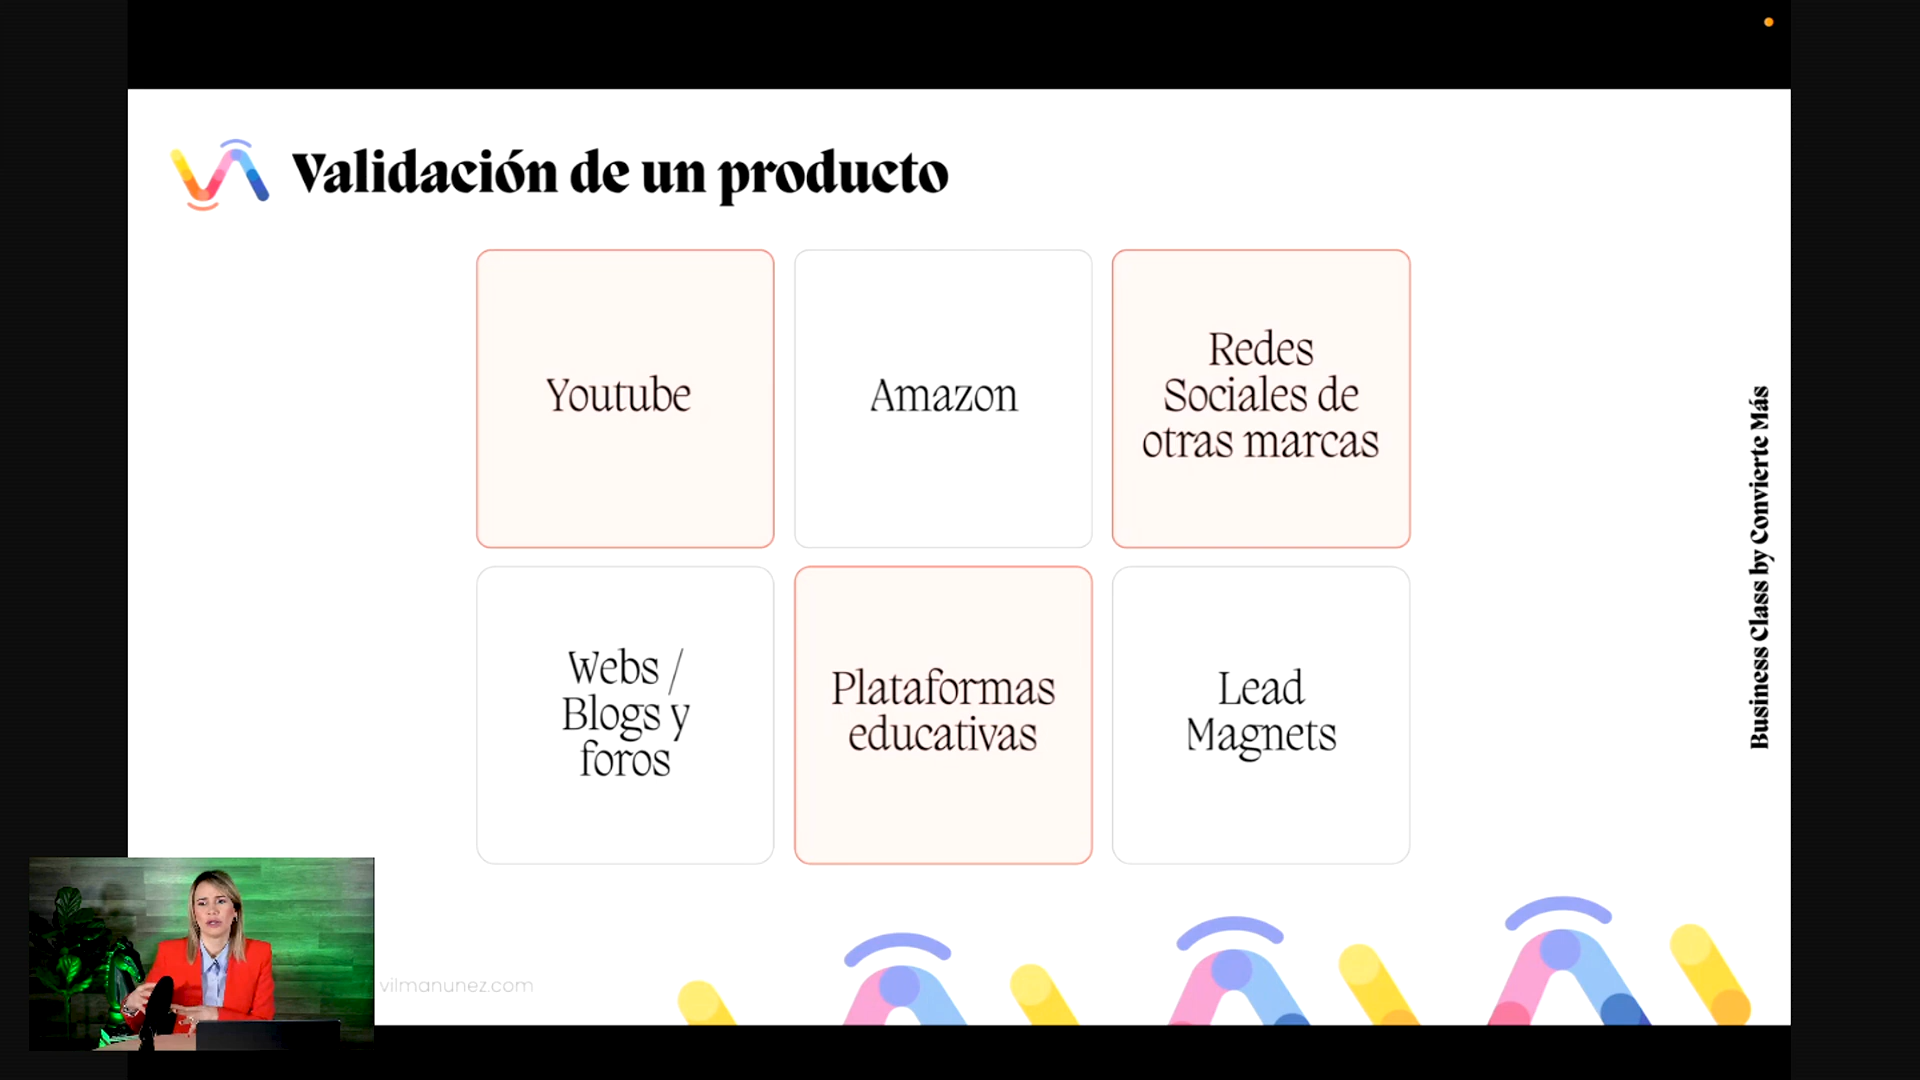 Validación de un producto
Youtube
Amazon
Redes
Sociales de
otras marcas
Webs /
Blogs y
foros
Plataformas
educativas
Lead
Magnets
Business Class by Convierte Más
vilmanunez.com